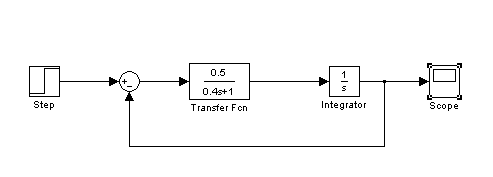 Step
+
−
0.5
0.4s+1
Transfer Fcn
1
s
Integrator
Scope